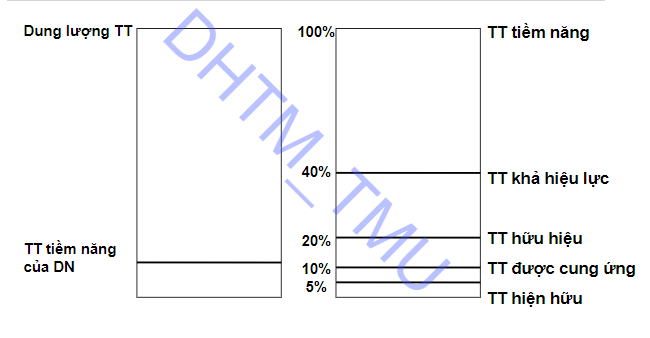 Dung lượng TT
100%
TT tiềm năng
40%
TT khả hiệu lực
20%
TT hữu hiệu
TT tiềm năng
của DN
10%
TT được cung ứng
5%
TT hiện hữu
DHTM_TMU